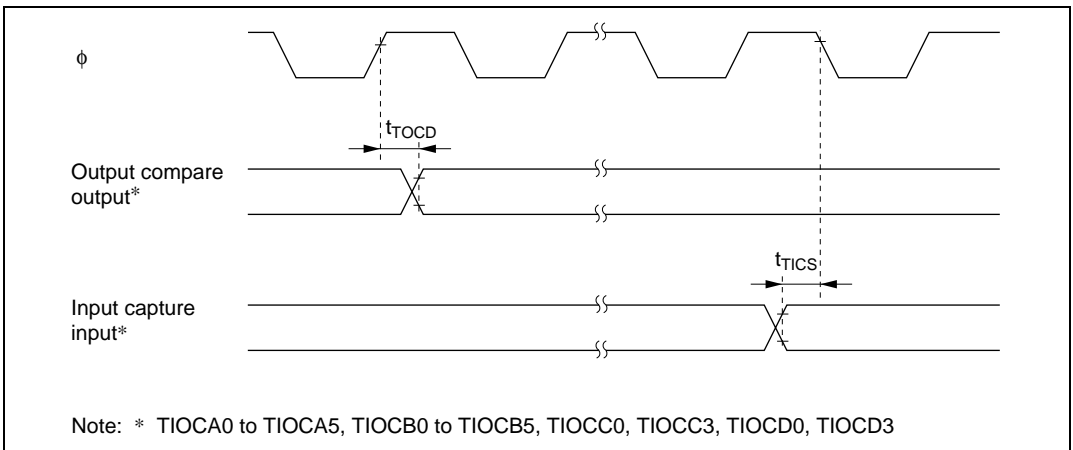 ϕ
tTOCD
Output compare
output*
tTICS
Input capture
input*
Note: * TIOCA0 to TIOCA5, TIOCB0 to TIOCB5, TIOCC0, TIOCC3, TIOCD0, TIOCD3